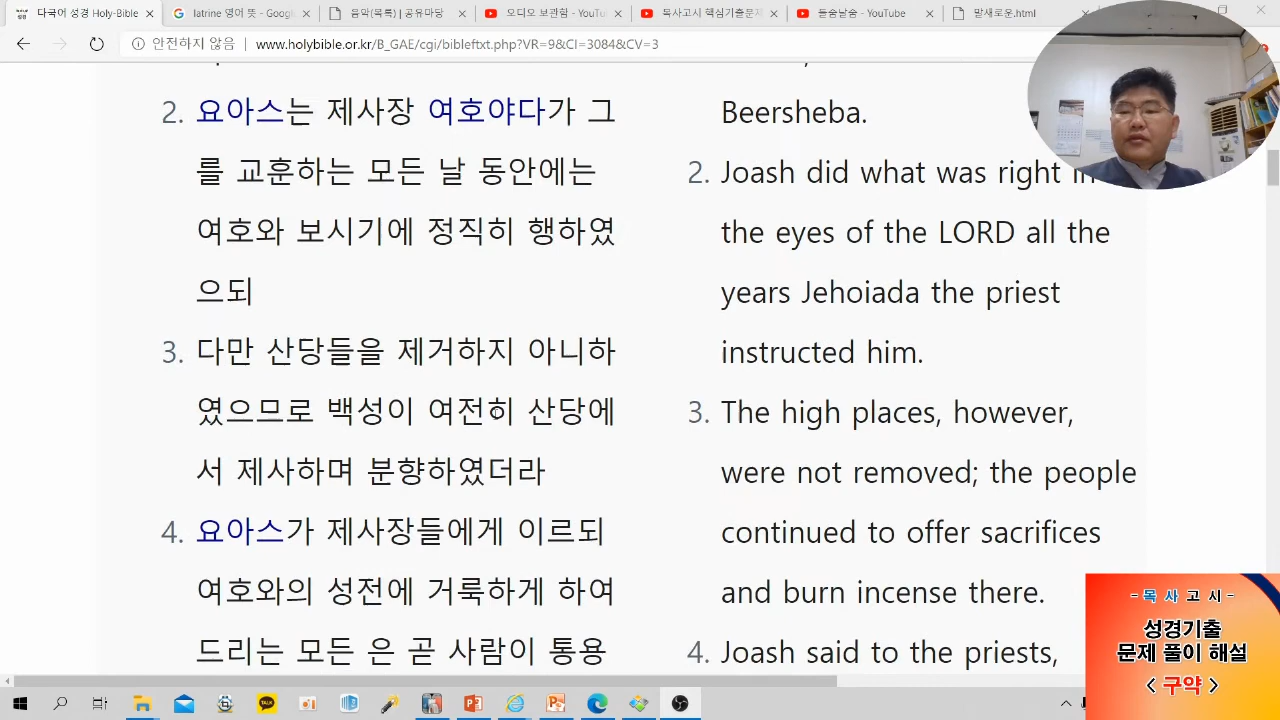 다국어 성경 Holy-Bible
latrine 영어 뜻 - Googl
음악(목록) | 공유마당
오디오 보관함 - YouTu
목사고시 핵심기출문제
들숨날숨 - YouTube
말새로운.html
안전하지 않음
www.holybible.or.kr/B_GAE/cgi/bibleftxt.php?VR=9&CI=3084&CV=3
2. 요아스는 제사장 여호야다가 그
를 교훈하는 모든 날 동안에는
여호와 보시기에 정직히 행하였
으되
3. 다만 산당들을 제거하지 아니하
였으므로 백성이 여전히 산당에
서 제사하며 분향하였더라
4. 요아스가 제사장들에게 이르되
여호와의 성전에 거룩하게 하여
드리는 모든 은 곧 사람이 통용
Beersheba.
2. Joash did what was right in
the eyes of the LORD all the
years Jehoiada the priest
instructed him.
3. The high places, however,
were not removed; the people
continued to offer sacrifices
and burn incense there.
4. Joash said to the priests,
- 목사고시 -
성경기출
문제 풀이 해설
< 구약 >